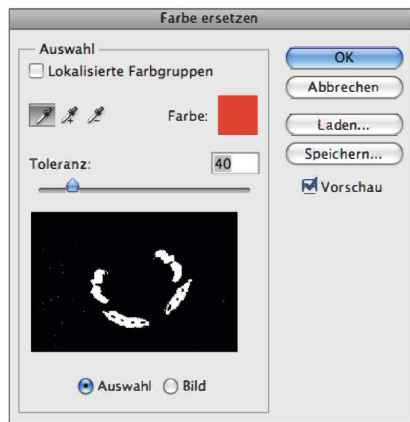 Farbe ersetzen
Auswahl
Lokalisierte Farbgruppen
Farbe:
Toleranz:
40
Auswahl
Bild
OK
Abbrechen
Laden...
Speichern...
Vorschau